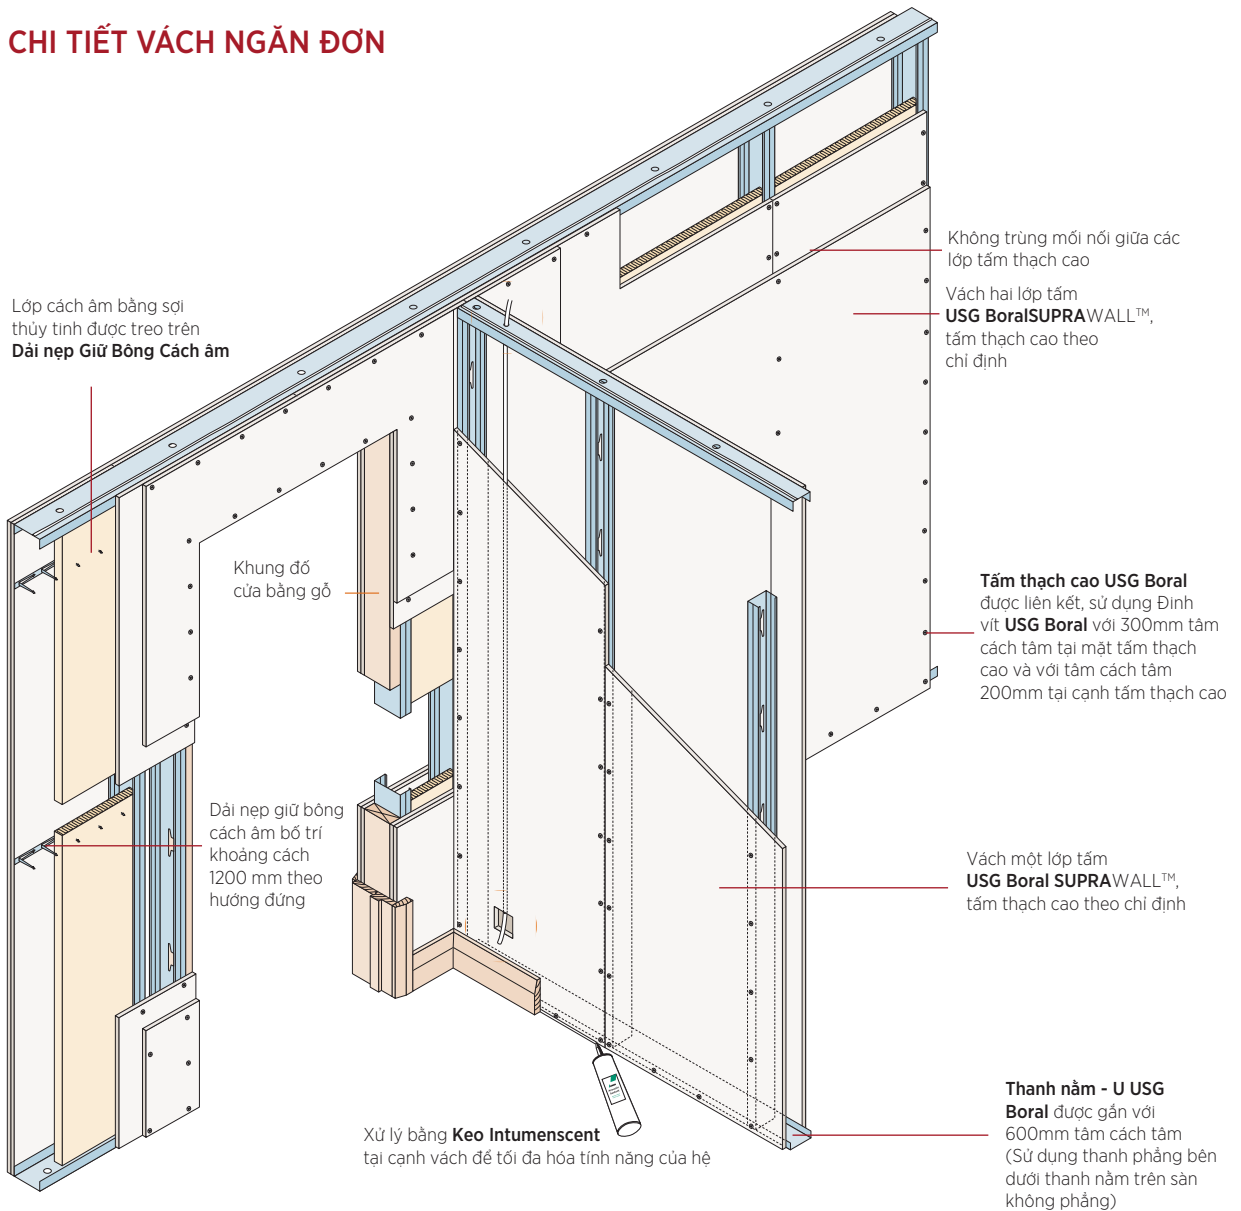 CHI TIẾT VÁCH NGĂN ĐƠN
Không trùng mối nối giữa các
lớp tấm thạch cao
Vách hai lớp tấm
USG BoralSUPRAWALL™,
tấm thạch cao theo
chỉ định
Lớp cách âm bằng sợi
thủy tinh được treo trên
Dải nẹp Giữ Bông Cách âm
Khung đố
cửa bằng gỗ
Tấm thạch cao USG Boral
được liên kết, sử dụng Đinh
vít USG Boral với 300mm tâm
cách tâm tại mặt tấm thạch
cao và với tâm cách tâm
200mm tại cạnh tấm thạch cao
Dải nẹp giữ bông
cách âm bố trí
khoảng cách
1200 mm theo
hướng đứng
Vách một lớp tấm
USG Boral SUPRAWALL™,
tấm thạch cao theo chỉ định
Xử lý bằng Keo Intumenscent
tại cạnh vách để tối đa hóa tính năng của hệ
Thanh nằm - U USG
Boral được gắn với
600mm tâm cách tâm
(Sử dụng thanh phẳng bên
dưới thanh nằm trên sàn
không phẳng)